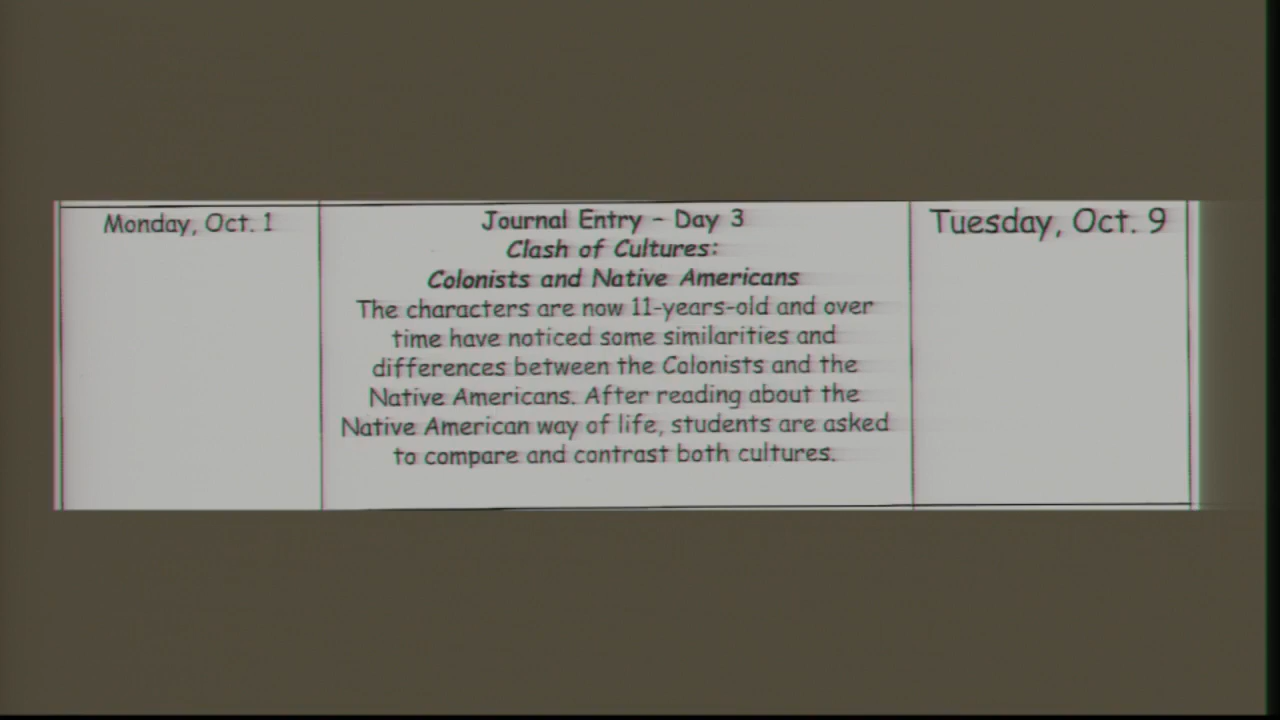 Monday, Oct. 1
Journal Entry - Day 3
Clash of Cultures:
Colonists and Native Americans
The characters are now 11-years-old and over
time have noticed some similarities and
differences between the Colonists and the
Native Americans. After reading about the
Native American way of life, students are asked
to compare and contrast both cultures.
Tuesday, Oct. 9